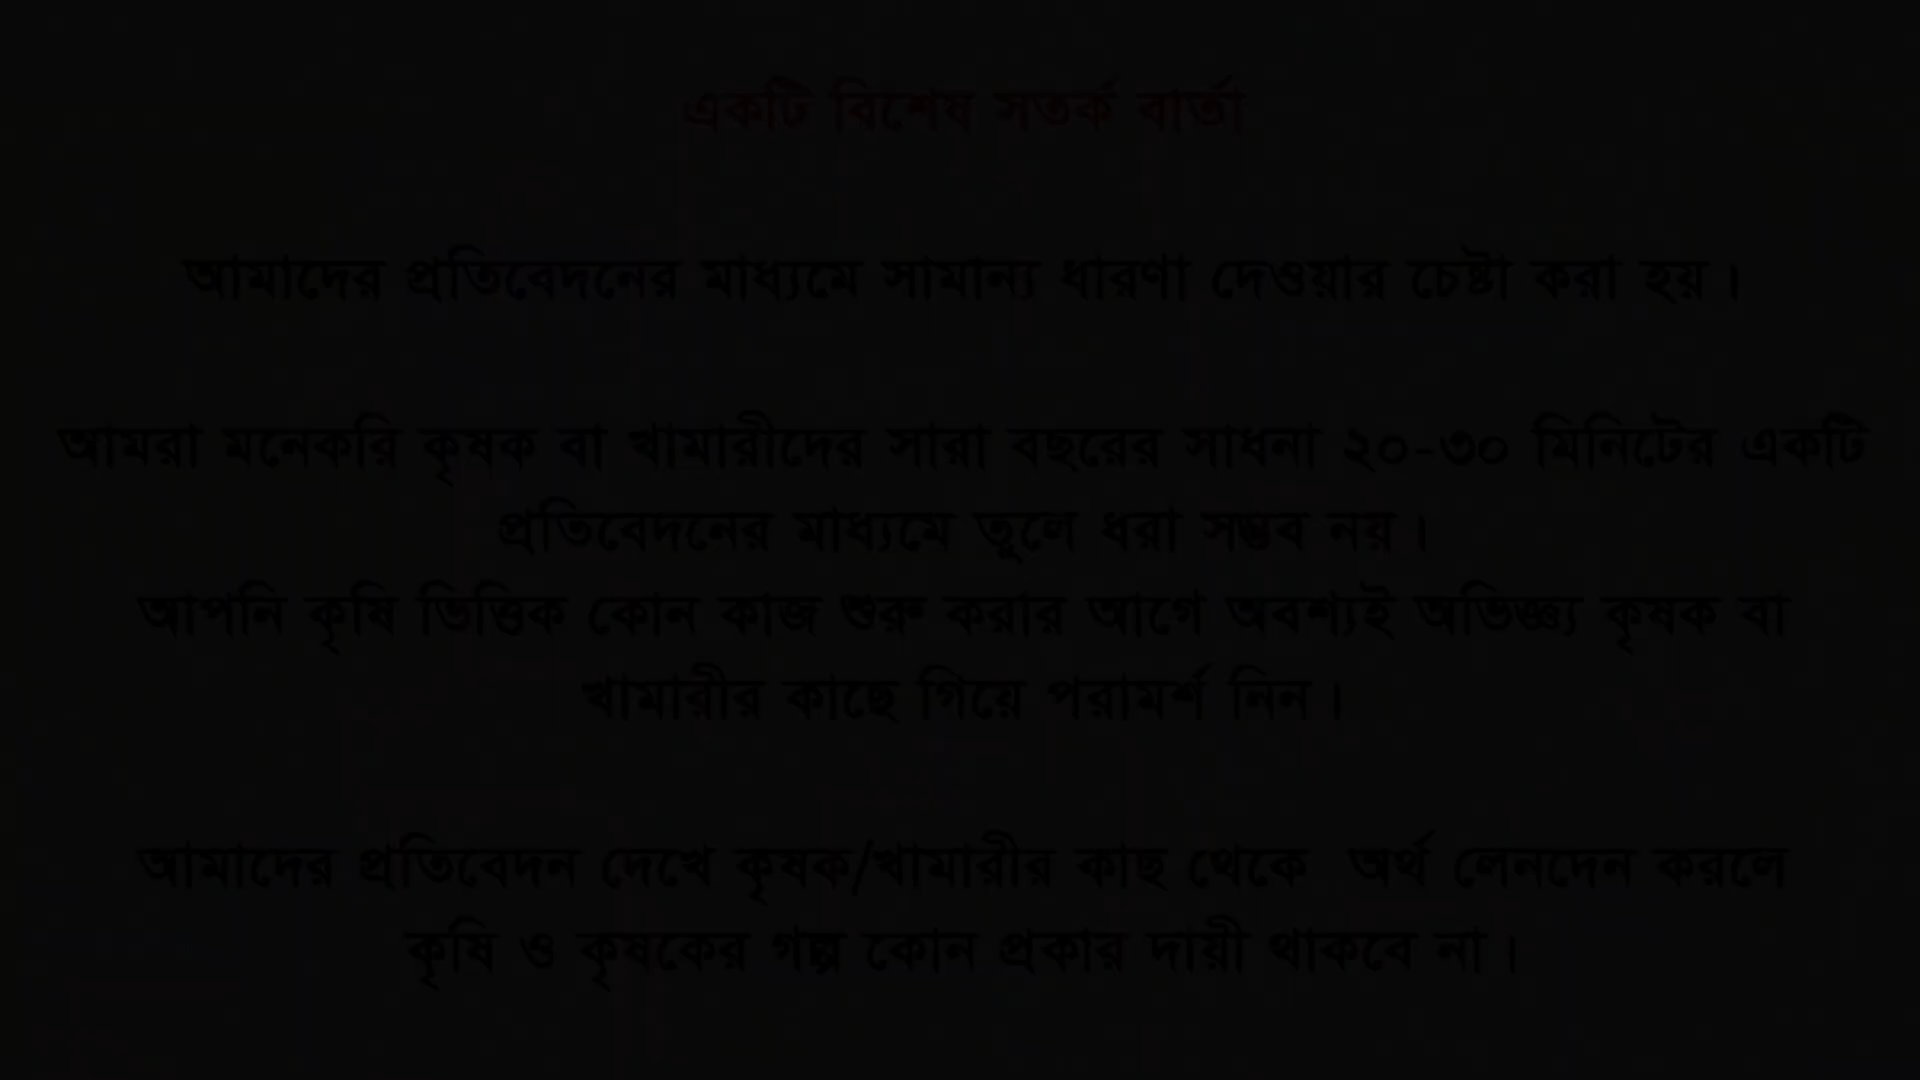 একটি বিশেষ সতর্ক বার্তা
আমাদের প্রতিবেদনের মাধ্যমে সামান্য ধারণা দেওয়ার চেষ্টা করা হয়।
আমরা মনেকরি কৃষক বা খামারীদের সারা বছরের সাধনা ২০-৩০ মিনিটের একটি
প্রতিবেদনের মাধ্যমে তুলে ধরা সম্ভব নয়।
আপনি কৃষি ভিত্তিক কোন কাজ শুরু করার আগে অবশ্যই অভিজ্ঞ্য কৃষক বা
খামারীর কাছে গিয়ে পরামর্শ নিন।
আমাদের প্রতিবেদন দেখে কৃষক/খামারীর কাছ থেকে অর্থ লেনদেন করলে
কৃষি ও কৃষকের গল্প কোন প্রকার দায়ী থাকবে না।